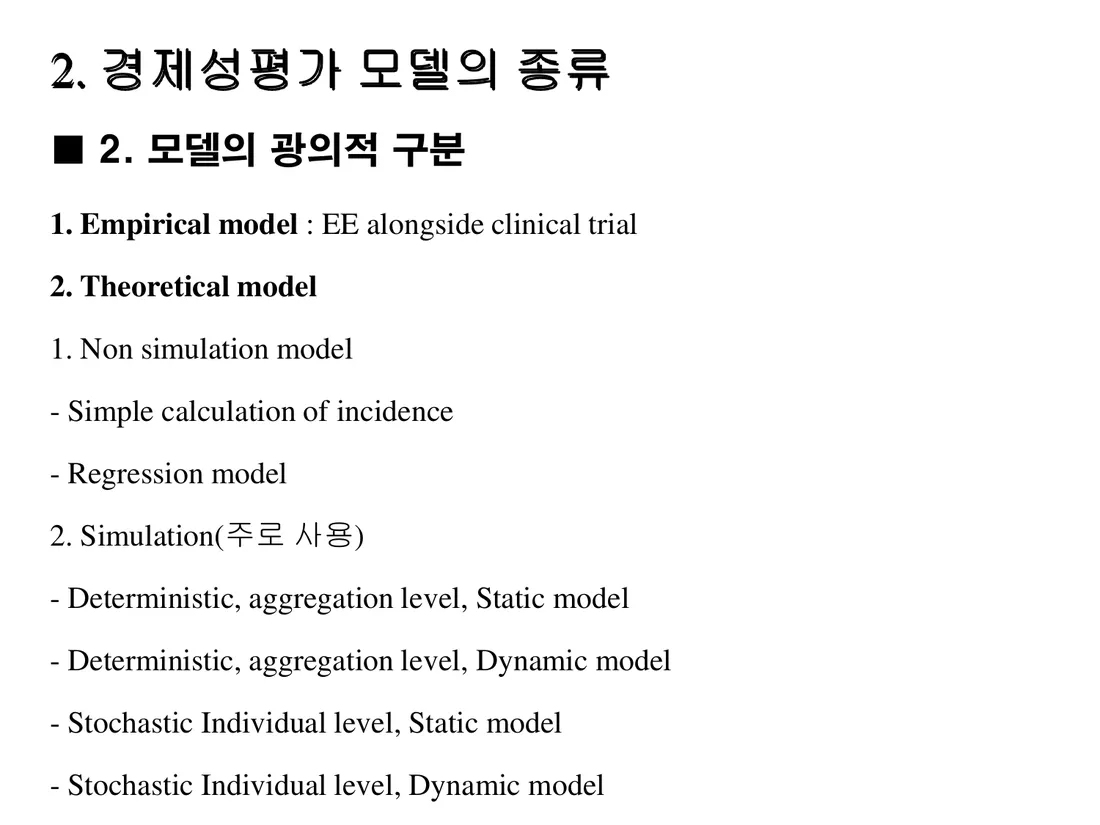 2. 경제성평가 모델의 종류
■ 2. 모델의 광의적 구분
1. Empirical model : EE alongside clinical trial
2. Theoretical model
1. Non simulation model
- Simple calculation of incidence
- Regression model
2. Simulation(주로 사용)
- Deterministic, aggregation level, Static model
- Deterministic, aggregation level, Dynamic model
- Stochastic Individual level, Static model
- Stochastic Individual level, Dynamic model